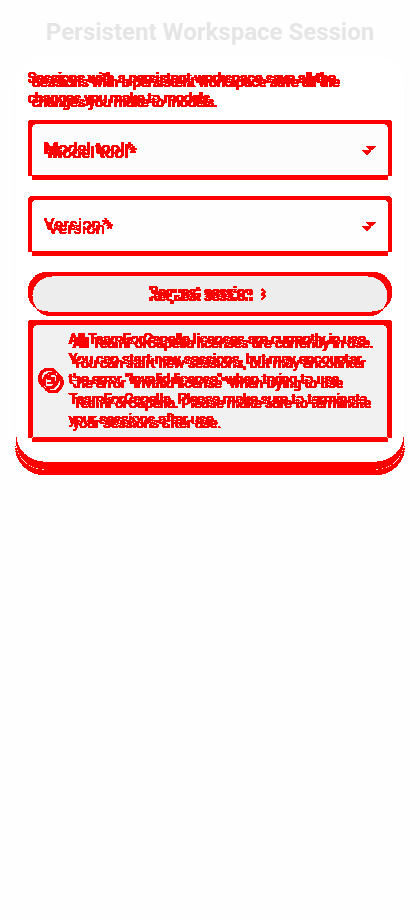 Persistent Workspace Session
Sessions with a persistent workspace save all the
changes you make to models.
Model tool*
Version*
Request session
All TeamForCapella licenses are currently in use.
You can start new sessions, but may encounter
the error "Invalid license" when trying to use
TeamForCapella. Please make sure to terminate
your sessions after use.